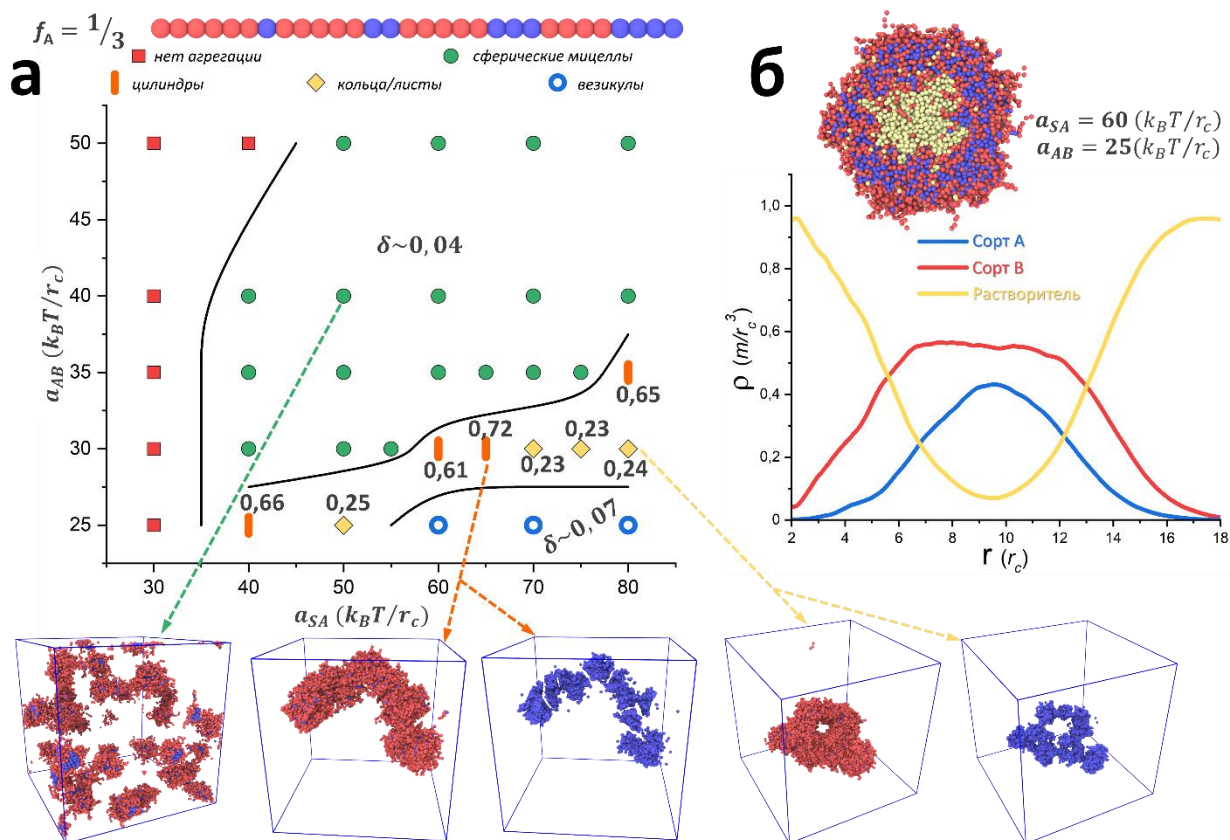 f_A = 1/3
а
нет агрегации
сферические мицеллы
цилиндры
кольца/листы
везикулы
50
45
40
35
30
25
a_AB (k_BT/r_c)
δ~0,04
0,65
0,72
0,23
0,61
0,23
0,24
0,66
0,25
δ~0,07
30
40
50
60
70
80
a_SA (k_BT/r_c)
б
a_SA = 60 (k_BT/r_c)
a_AB = 25(k_BT/r_c)
1,0
0,8
0,6
0,4
0,2
0
ρ (m/r_c^3)
Сорт А
Сорт В
Растворитель
2
4
6
8
10
12
14
16
18
r (r_c)